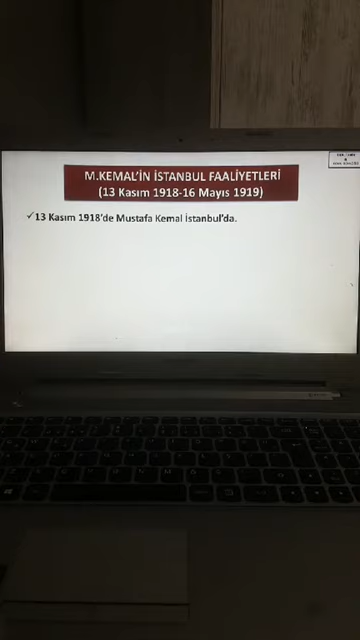 M.KEMAL'İN İSTANBUL FAALİYETLERİ
(13 Kasım 1918-16 Mayıs 1919)
✓13 Kasım 1918'de Mustafa Kemal İstanbul'da.